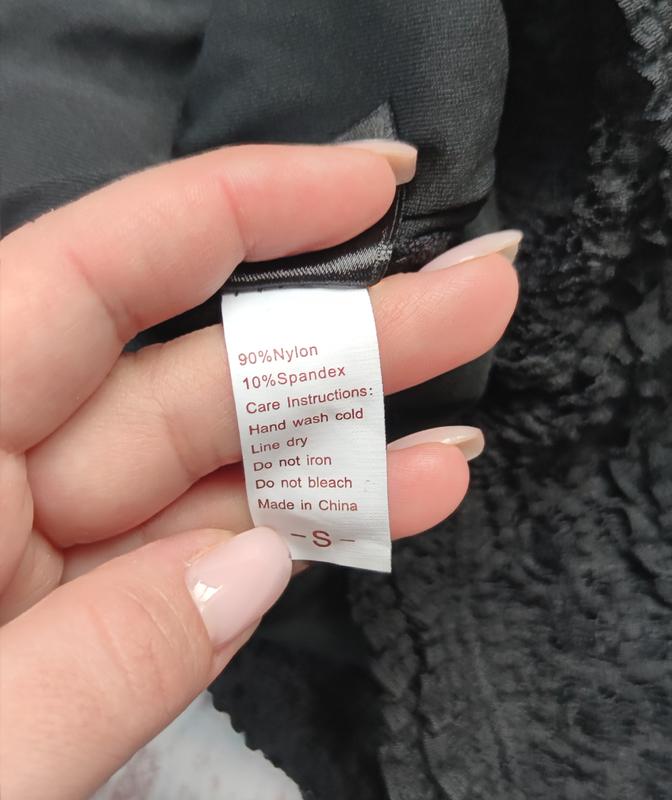 90%Nylon
10%Spandex
Care Instructions:
Hand wash cold
Line dry
Do not iron
Do not bleach
Made in China
- S -